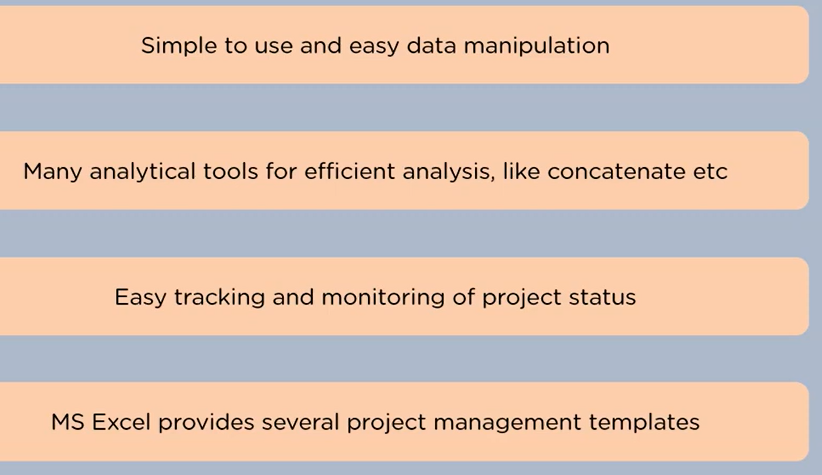 Simple to use and easy data manipulation
Many analytical tools for efficient analysis, like concatenate etc
Easy tracking and monitoring of project status
MS Excel provides several project management templates